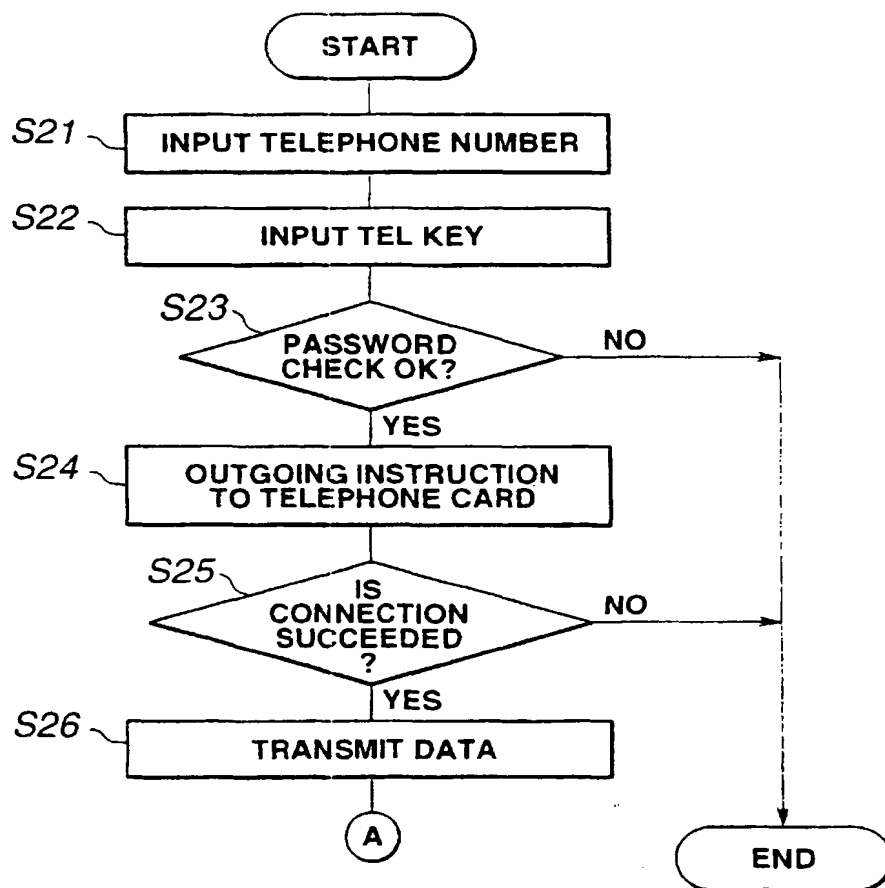 START
S21
INPUT TELEPHONE NUMBER
S22
INPUT TEL KEY
S23
PASSWORD
CHECK OK?
NO
YES
S24
OUTGOING INSTRUCTION
TO TELEPHONE CARD
S25
IS
CONNECTION
SUCCEEDED
?
NO
YES
S26
TRANSMIT DATA
A
END